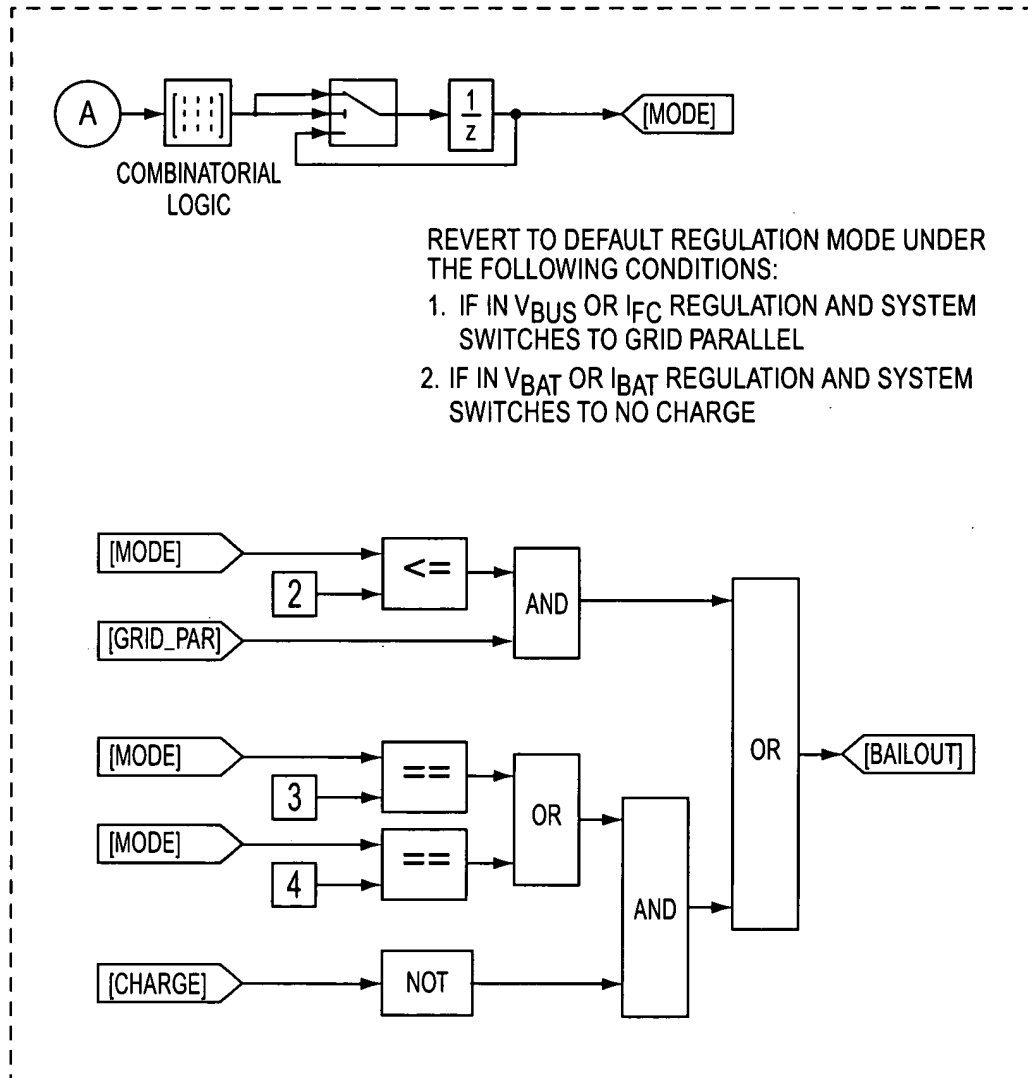 A
1
z
[MODE]
COMBINATORIAL
LOGIC
REVERT TO DEFAULT REGULATION MODE UNDER
THE FOLLOWING CONDITIONS:
1. IF IN VBUS OR IFC REGULATION AND SYSTEM
SWITCHES TO GRID PARALLEL
2. IF IN VBAT OR IBAT REGULATION AND SYSTEM
SWITCHES TO NO CHARGE
[MODE]
<=
2
AND
[GRID_PAR]
[MODE]
==
3
OR
OR
[BAILOUT]
[MODE]
==
4
AND
[CHARGE]
NOT